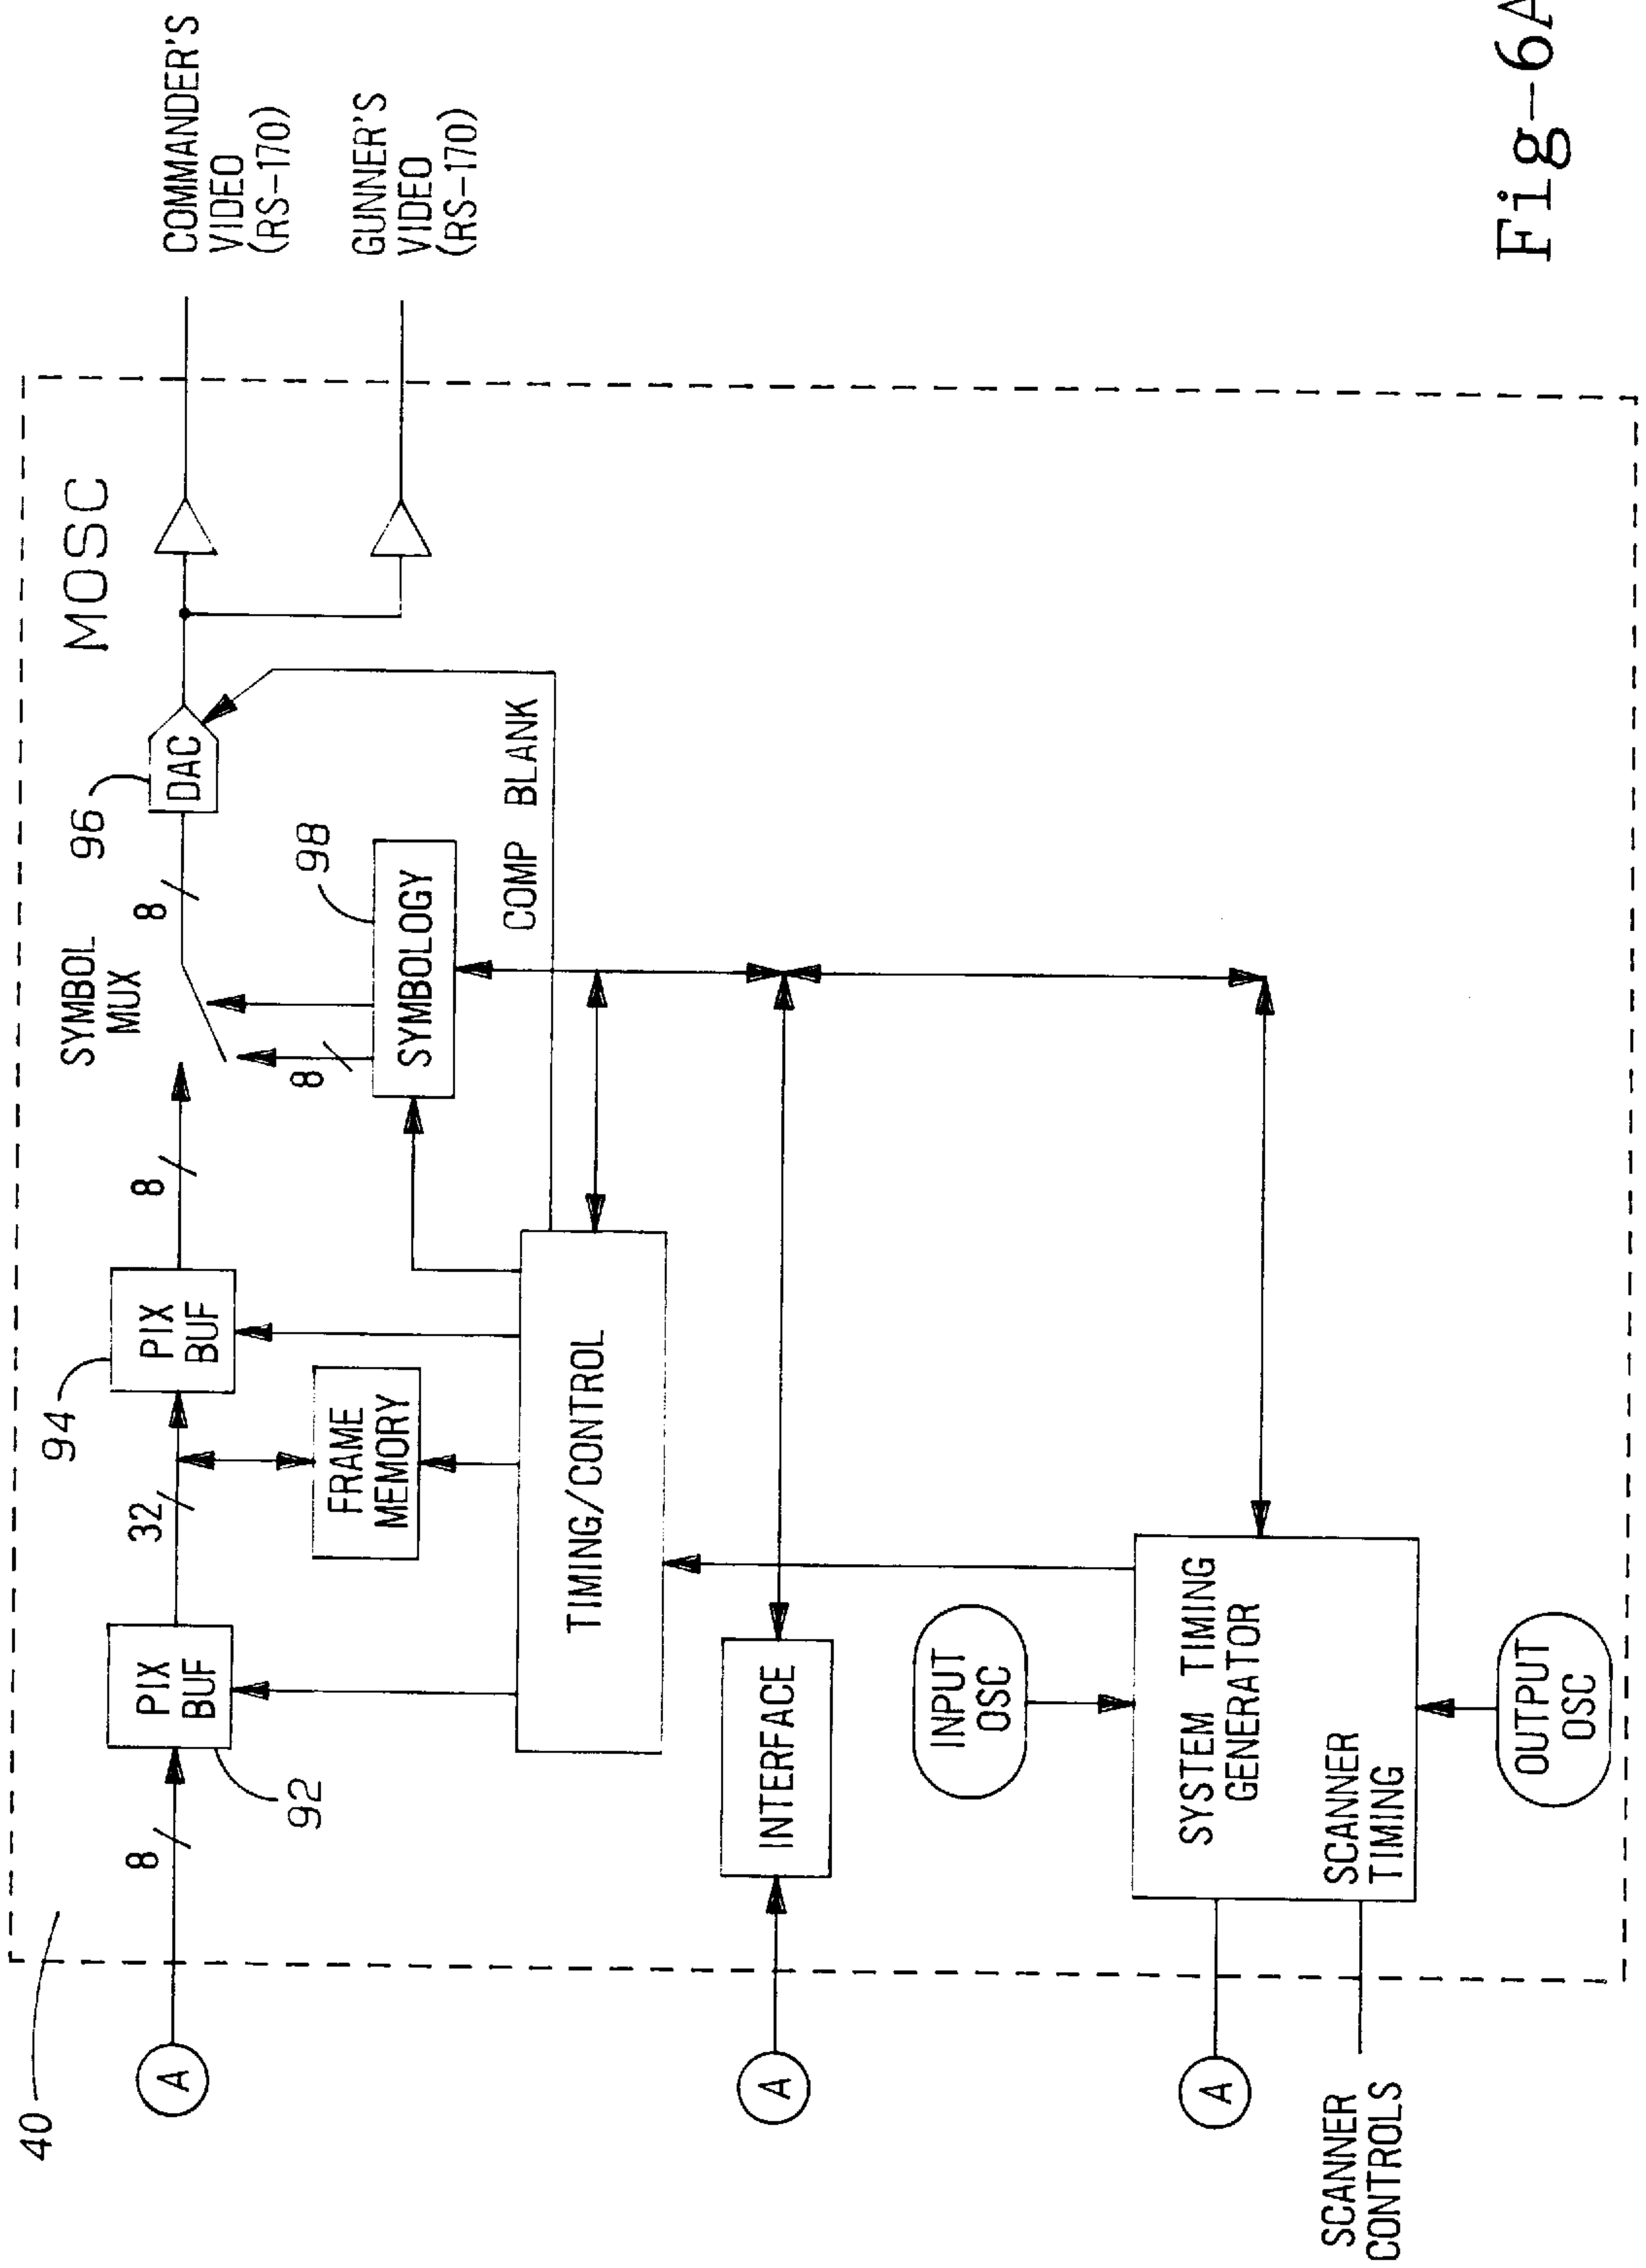 40
MOSC
A
8
PIX
BUF
92
32
94
PIX
BUF
8
SYMBOL
MUX
8
96
DAC
COMMANDER'S
VIDEO
(RS-170)
GUNNER'S
VIDEO
(RS-170)
FRAME
MEMORY
8
SYMBOLOGY
98
COMP BLANK
TIMING/CONTROL
A
INTERFACE
INPUT
OSC
A
SYSTEM TIMING
GENERATOR
SCANNER
TIMING
SCANNER
CONTROLS
OUTPUT
OSC
Fig-6A